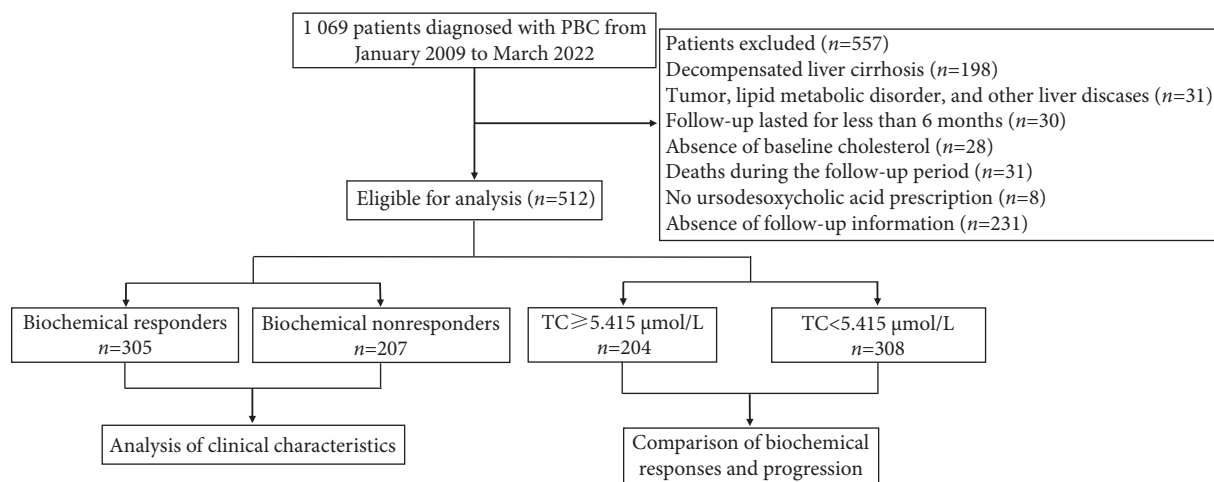 1 069 patients diagnosed with PBC from
January 2009 to March 2022
Patients excluded (n=557)
Decompensated liver cirrhosis (n=198)
Tumor, lipid metabolic disorder, and other liver discases (n=31)
Follow-up lasted for less than 6 months (n=30)
Absence of baseline cholesterol (n=28)
Deaths during the follow-up period (n=31)
No ursodesoxycholic acid prescription (n=8)
Absence of follow-up information (n=231)
Eligible for analysis (n=512)
Biochemical responders
n=305
Biochemical nonresponders
n=207
TC⩾5.415 μmol/L
n=204
TC<5.415 μmol/L
n=308
Analysis of clinical characteristics
Comparison of biochemical
responses and progression